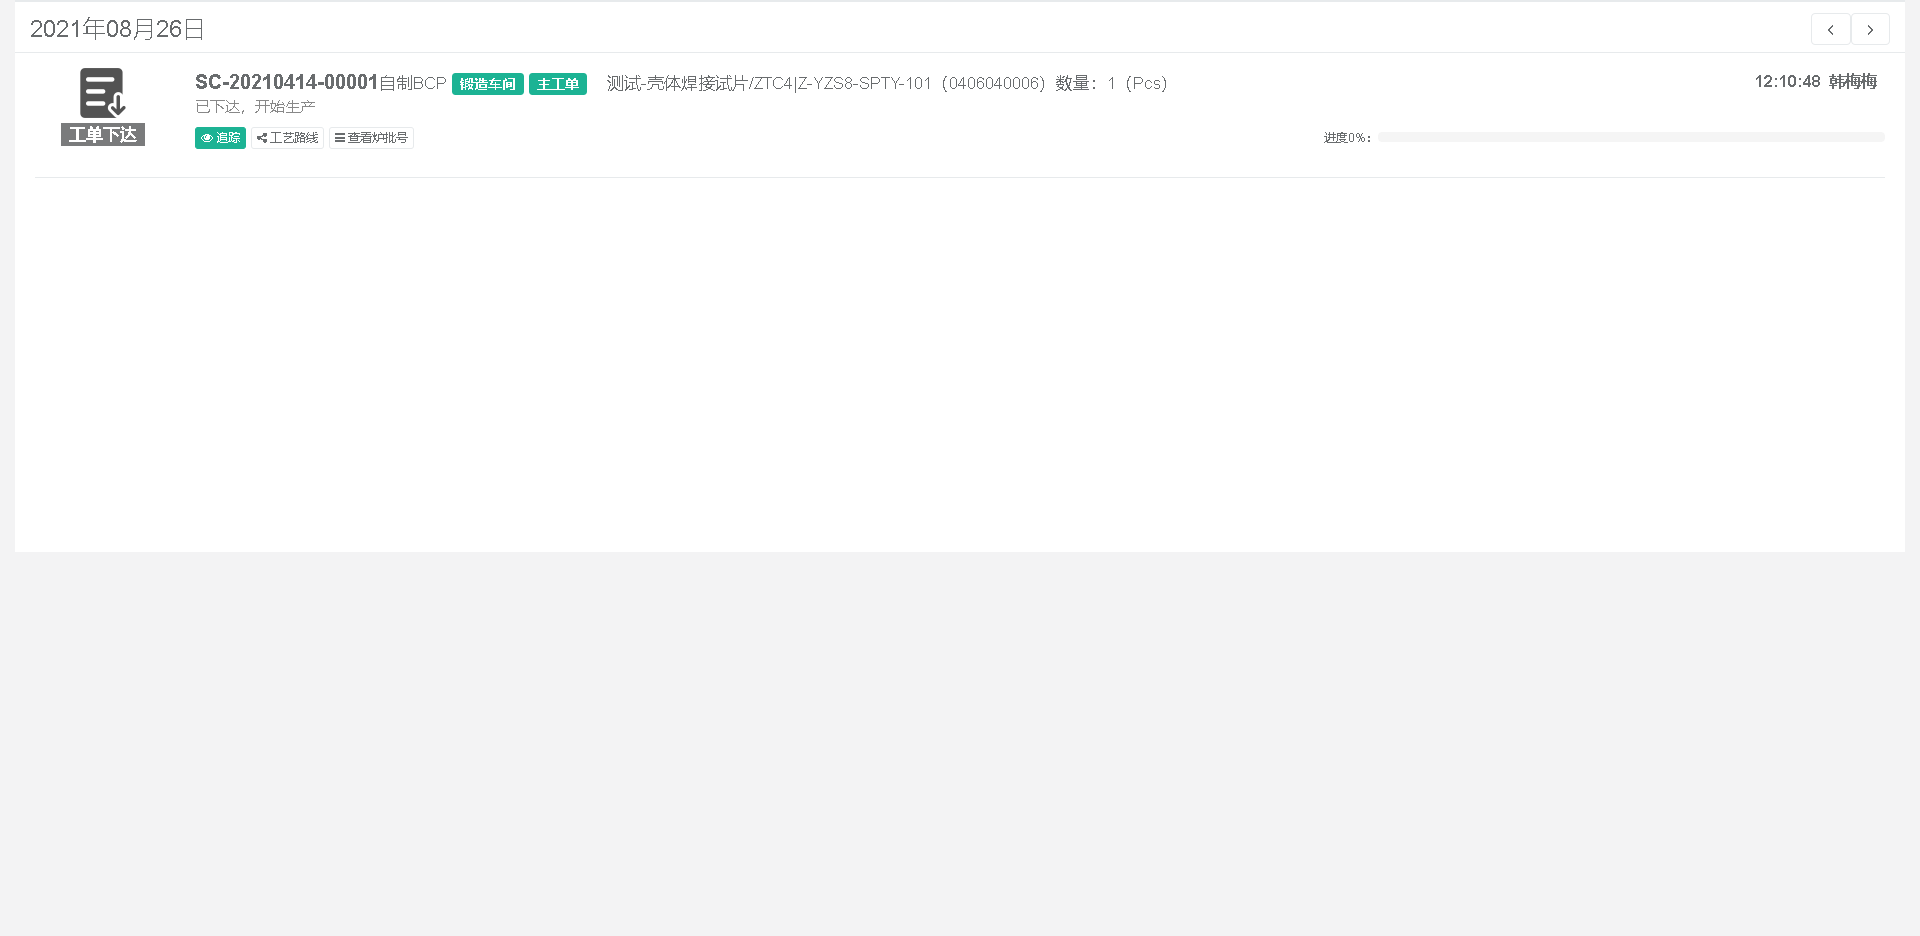 2021年08月26日
SC-20210414-00001自制BCP 锻造车间 主工单 测试-壳体焊接试片/ZTC4|Z-YZS8-SPTY-101（0406040006）数量：1（Pcs） 12:10:48 韩梅梅
已下达，开始生产
工单下达
追踪 工艺路线 查看炉批号 进度0%：